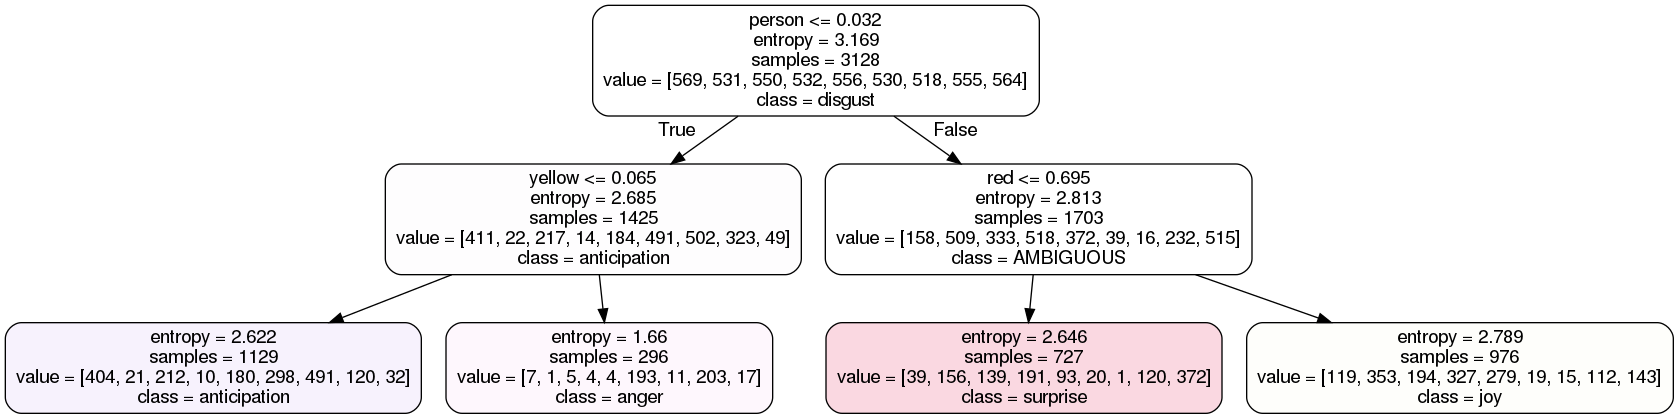 person <= 0.032
entropy = 3.169
samples = 3128
value = [569, 531, 550, 532, 556, 530, 518, 555, 564]
class = disgust
True
False
yellow <= 0.065
entropy = 2.685
samples = 1425
value = [411, 22, 217, 14, 184, 491, 502, 323, 49]
class = anticipation
red <= 0.695
entropy = 2.813
samples = 1703
value = [158, 509, 333, 518, 372, 39, 16, 232, 515]
class = AMBIGUOUS
entropy = 2.622
samples = 1129
value = [404, 21, 212, 10, 180, 298, 491, 120, 32]
class = anticipation
entropy = 1.66
samples = 296
value = [7, 1, 5, 4, 4, 193, 11, 203, 17]
class = anger
entropy = 2.646
samples = 727
value = [39, 156, 139, 191, 93, 20, 1, 120, 372]
class = surprise
entropy = 2.789
samples = 976
value = [119, 353, 194, 327, 279, 19, 15, 112, 143]
class = joy